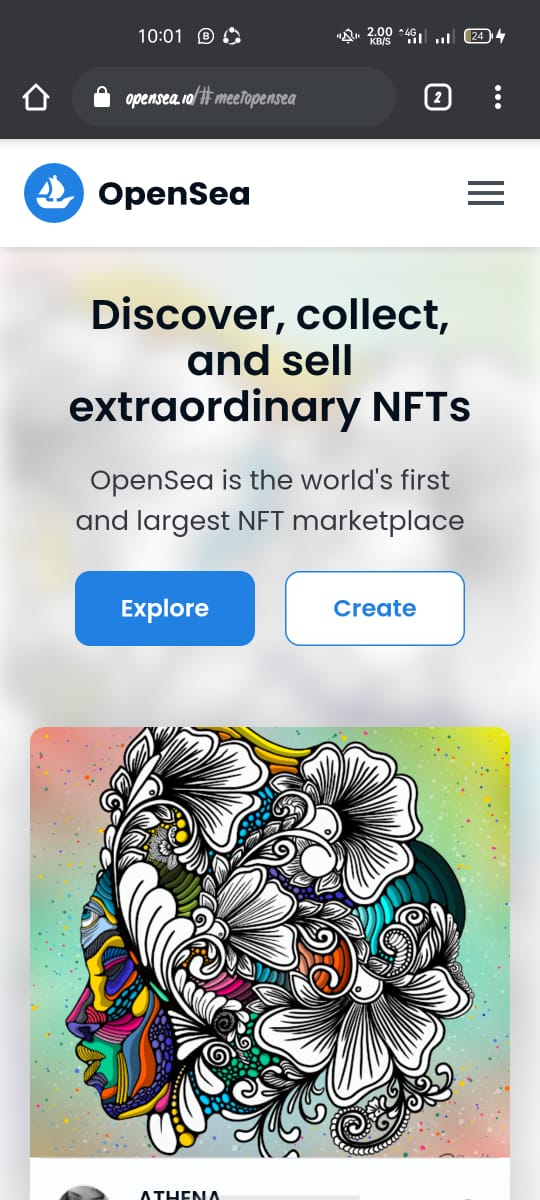 10:01 B 2.00 KB/S 4G 24
opensea.io/#meetopensea 2
OpenSea
Discover, collect,
and sell
extraordinary NFTs
OpenSea is the world's first
and largest NFT marketplace
Explore Create
ATHENA